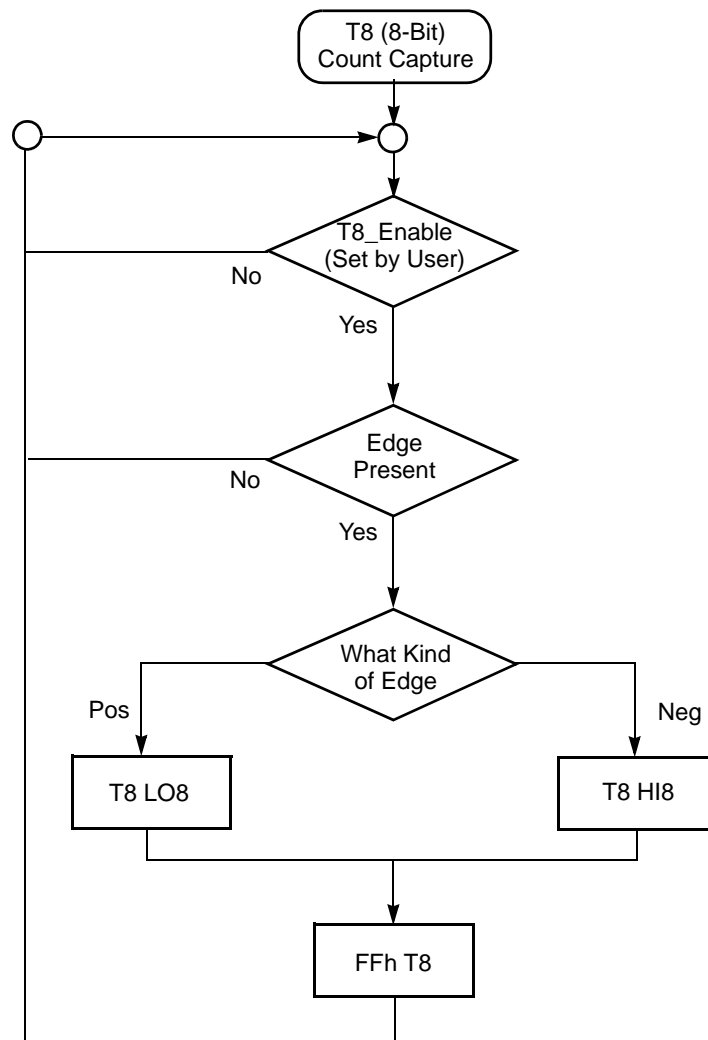 T8 (8-Bit)
Count Capture
T8_Enable
(Set by User)
No
Yes
Edge
Present
No
Yes
What Kind
of Edge
Pos
Neg
T8 LO8
T8 HI8
FFh T8